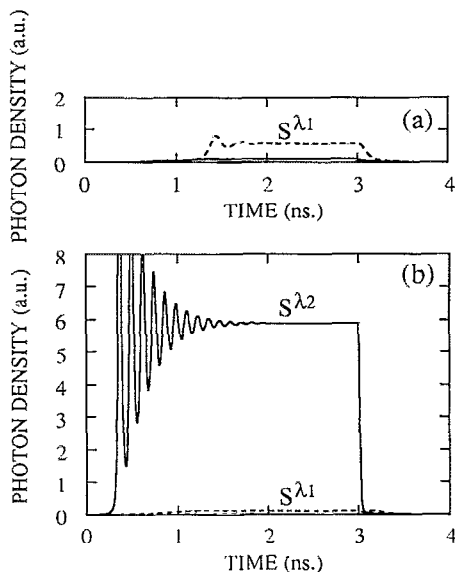 PHOTON DENSITY (a.u.)
2
1
0
S^λ1
(a)
0 1 2 3 4
TIME (ns.)
PHOTON DENSITY (a.u.)
8
7
6
5
4
3
2
1
0
(b)
S^λ2
S^λ1
0 1 2 3 4
TIME (ns.)